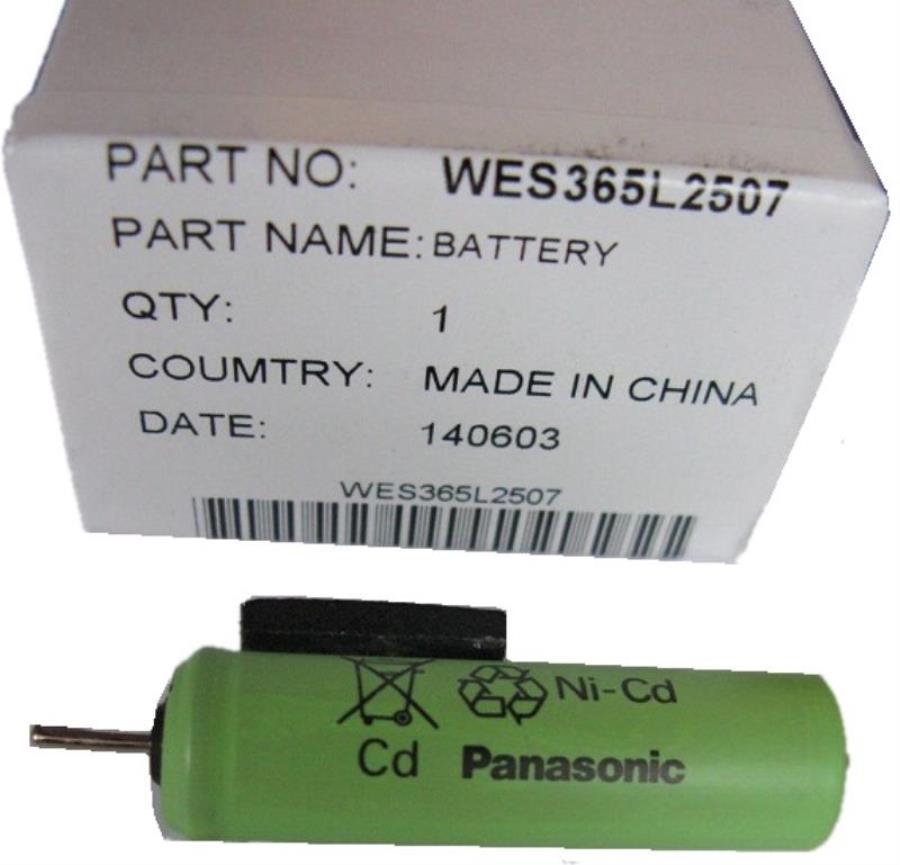 PART NO: WES365L2507
PART NAME: BATTERY
QTY: 1
COUMTRY: MADE IN CHINA
DATE: 140603
WES365L2507
Ni-Cd
Cd Panasonic